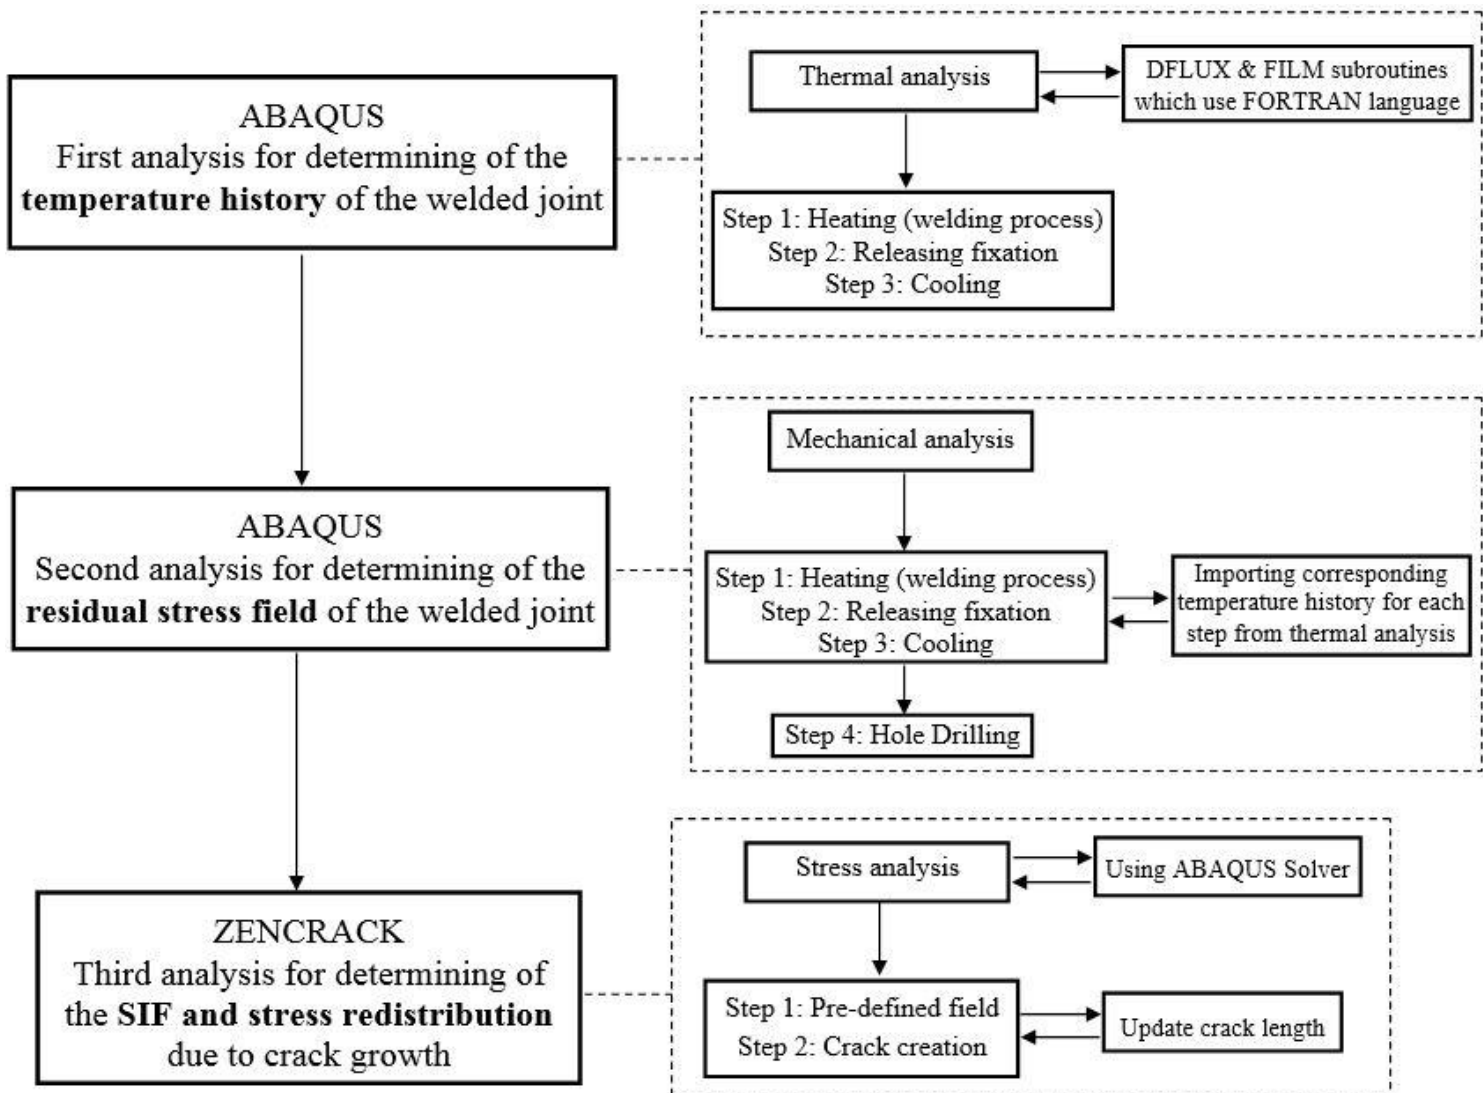 ABAQUS
First analysis for determining of the
temperature history of the welded joint
Thermal analysis
DFLUX & FILM subroutines
which use FORTRAN language
Step 1: Heating (welding process)
Step 2: Releasing fixation
Step 3: Cooling
ABAQUS
Second analysis for determining of the
residual stress field of the welded joint
Mechanical analysis
Step 1: Heating (welding process)
Step 2: Releasing fixation
Step 3: Cooling
Importing corresponding
temperature history for each
step from thermal analysis
Step 4: Hole Drilling
ZENCRACK
Third analysis for determining of
the SIF and stress redistribution
due to crack growth
Stress analysis
Using ABAQUS Solver
Step 1: Pre-defined field
Step 2: Crack creation
Update crack length